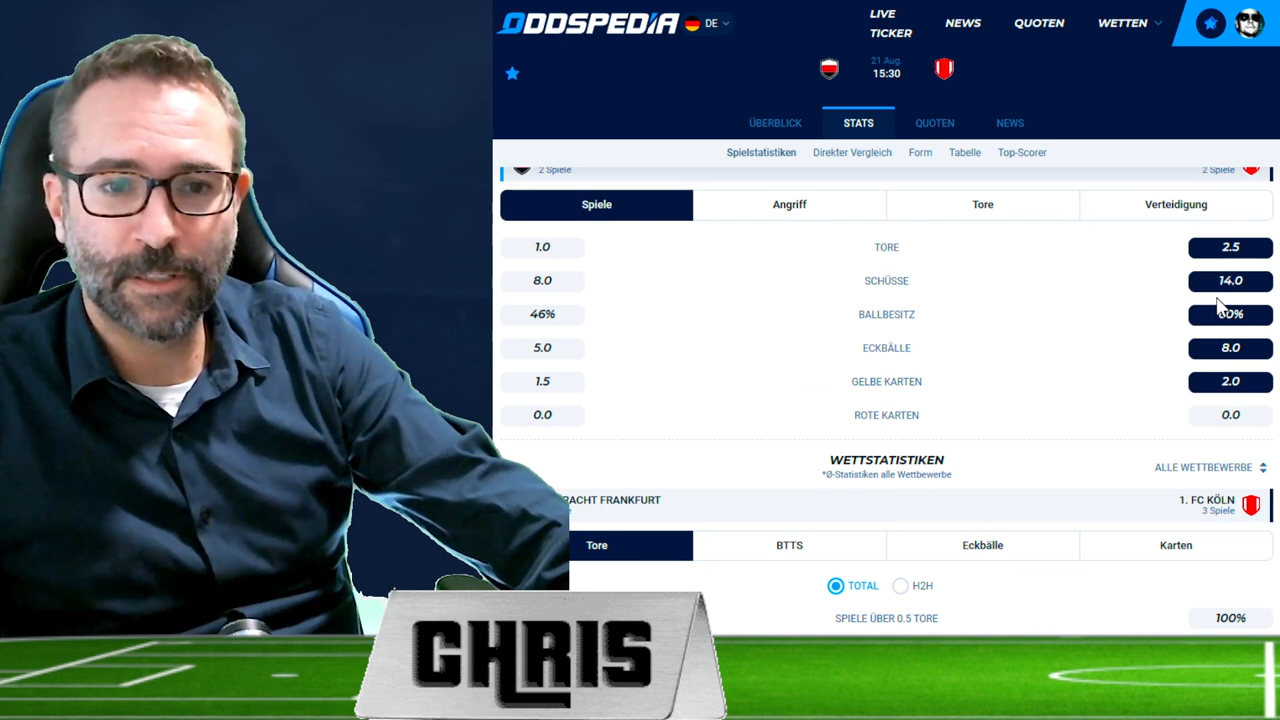 ODDSPEDIA DE
LIVE TICKER NEWS QUOTEN WETTEN
21 Aug.
15:30
ÜBERBLICK STATS QUOTEN NEWS
Spielstatistiken Direkter Vergleich Form Tabelle Top-Scorer
2 Spiele 2 Spiele
Spiele Angriff Tore Verteidigung
1.0 TORE 2.5
8.0 SCHÜSSE 14.0
46% BALLBESITZ
5.0 ECKBÄLLE 8.0
1.5 GELBE KARTEN 2.0
0.0 ROTE KARTEN 0.0
WETTSTATISTIKEN
*Ø-Statistiken alle Wettbewerbe
ALLE WETTBEWERBE
RACHT FRANKFURT 1. FC KÖLN
3 Spiele
Tore BTTS Eckbälle Karten
TOTAL H2H
SPIELE ÜBER 0.5 TORE 100%
CHRIS